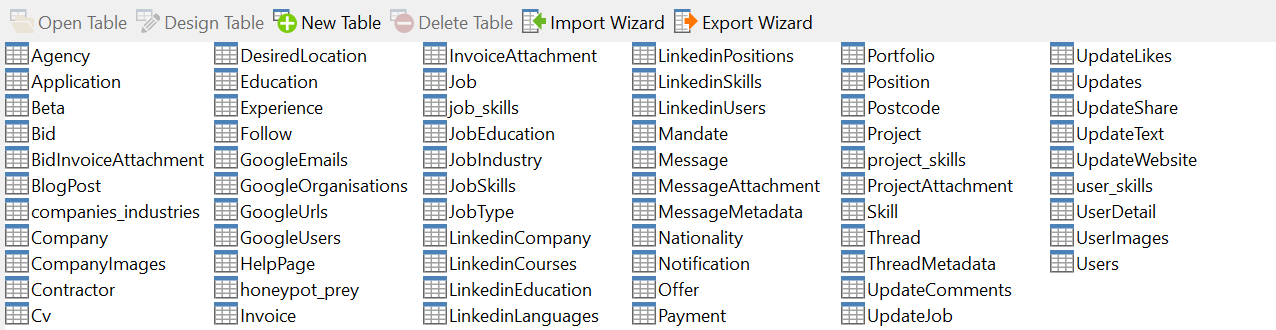 Open Table Design Table New Table Delete Table Import Wizard Export Wizard
Agency
Application
Beta
Bid
BidInvoiceAttachment
BlogPost
companies_industries
Company
CompanyImages
Contractor
Cv
DesiredLocation
Education
Experience
Follow
GoogleEmails
GoogleOrganisations
GoogleUrls
GoogleUsers
HelpPage
honeypot_prey
Invoice
InvoiceAttachment
Job
job_skills
JobEducation
JobIndustry
JobSkills
JobType
LinkedinCompany
LinkedinCourses
LinkedinEducation
LinkedinLanguages
LinkedinPositions
LinkedinSkills
LinkedinUsers
Mandate
Message
MessageAttachment
MessageMetadata
Nationality
Notification
Offer
Payment
Portfolio
Position
Postcode
Project
project_skills
ProjectAttachment
Skill
Thread
ThreadMetadata
UpdateComments
UpdateJob
UpdateLikes
Updates
UpdateShare
UpdateText
UpdateWebsite
user_skills
UserDetail
UserImages
Users